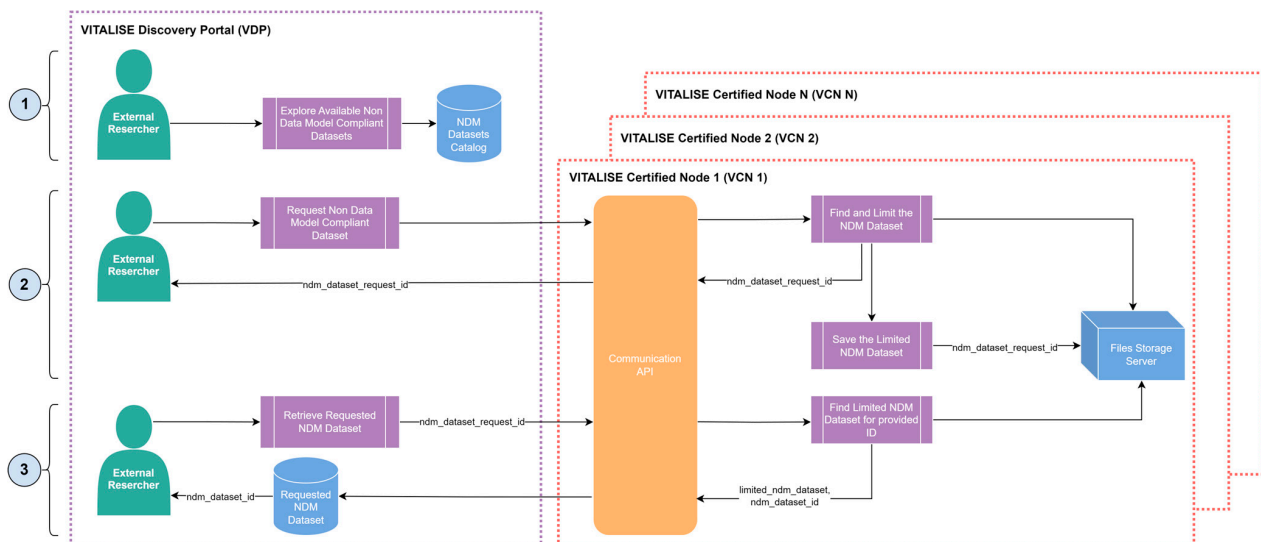 VITALISE Discovery Portal (VDP)
1
External
Resercher
Explore Available Non
Data Model Compliant
Datasets
NDM
Datasets
Catalog
VITALISE Certified Node N (VCN N)
VITALISE Certified Node 2 (VCN 2)
VITALISE Certified Node 1 (VCN 1)
2
External
Resercher
Request Non Data
Model Compliant
Dataset
ndm_dataset_request_id
Communication
API
Find and Limit the
NDM Dataset
ndm_dataset_request_id
Save the Limited
NDM Dataset
ndm_dataset_request_id
Files Storage
Server
3
External
Resercher
Retrieve Requested
NDM Dataset
ndm_dataset_request_id
Find Limited NDM
Dataset for provided
ID
limited_ndm_dataset,
ndm_dataset_id
Requested
NDM
Dataset
ndm_dataset_id